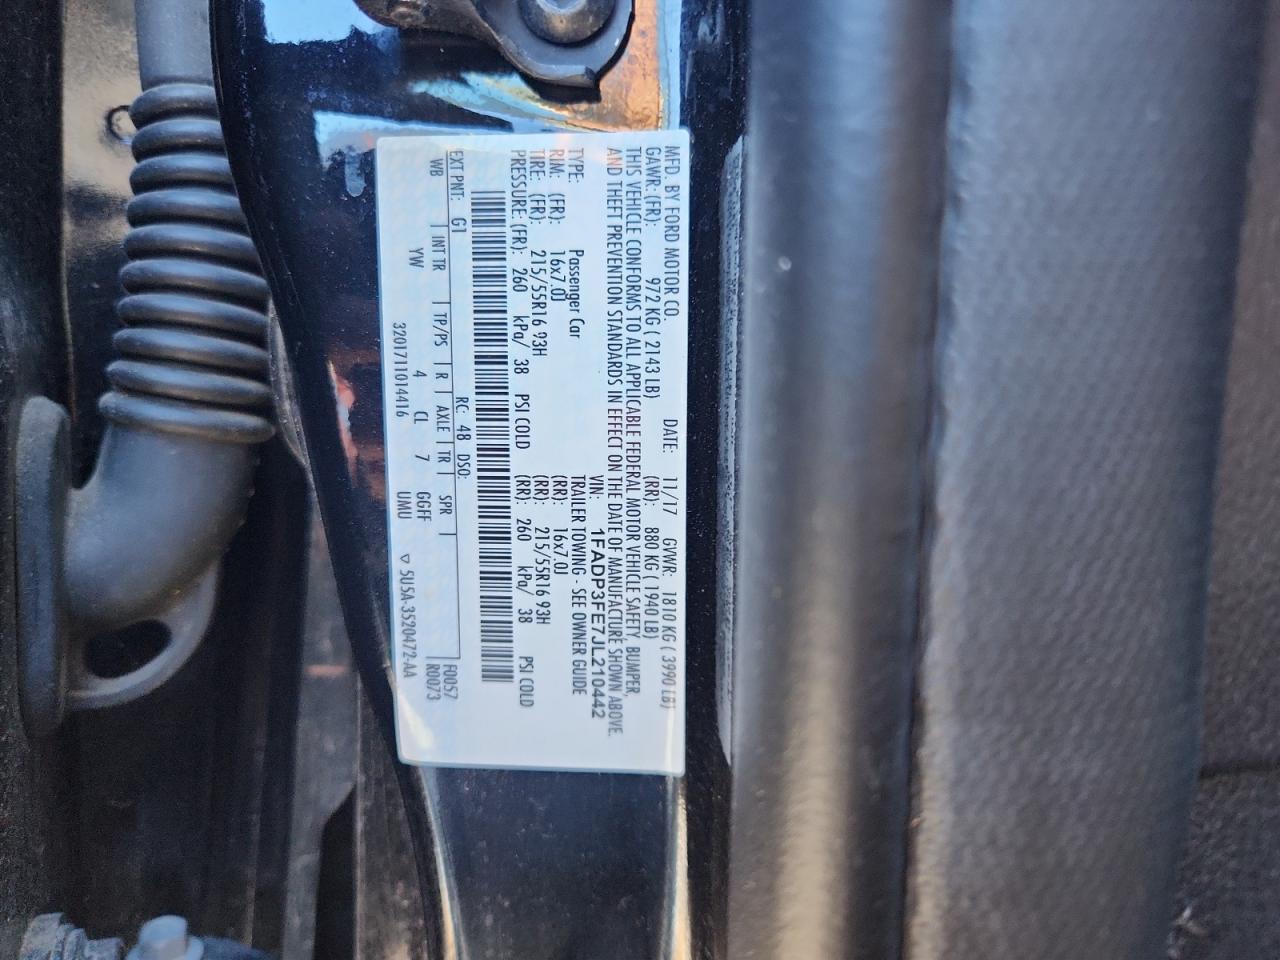 MFD. BY FORD MOTOR CO. DATE: 11/17 GVWR: 1810 KG ( 3990 LB)
GAWR: (FR): 972 KG ( 2143 LB) (RR): 880 KG ( 1940 LB)
THIS VEHICLE CONFORMS TO ALL APPLICABLE FEDERAL MOTOR VEHICLE SAFETY, BUMPER,
AND THEFT PREVENTION STANDARDS IN EFFECT ON THE DATE OF MANUFACTURE SHOWN ABOVE.
VIN: 1FADP3FE7JL210442
TYPE: Passenger Car TRAILER TOWING - SEE OWNER GUIDE
RIM: (FR): 16x7.0J (RR): 16x7.0J
TIRE: (FR): 215/55R16 93H (RR): 215/55R16 93H
PRESSURE: (FR): 260 kPa/ 38 PSI COLD (RR): 260 kPa/ 38 PSI COLD
RC: 48 DSO: F0057
EXT PNT: G1 INT TR TP/PS R AXLE TR SPR R0073
WB YW 4 CL 7 GGFF UMU
3201711014416 ▽ 5U5A-3520472-AA